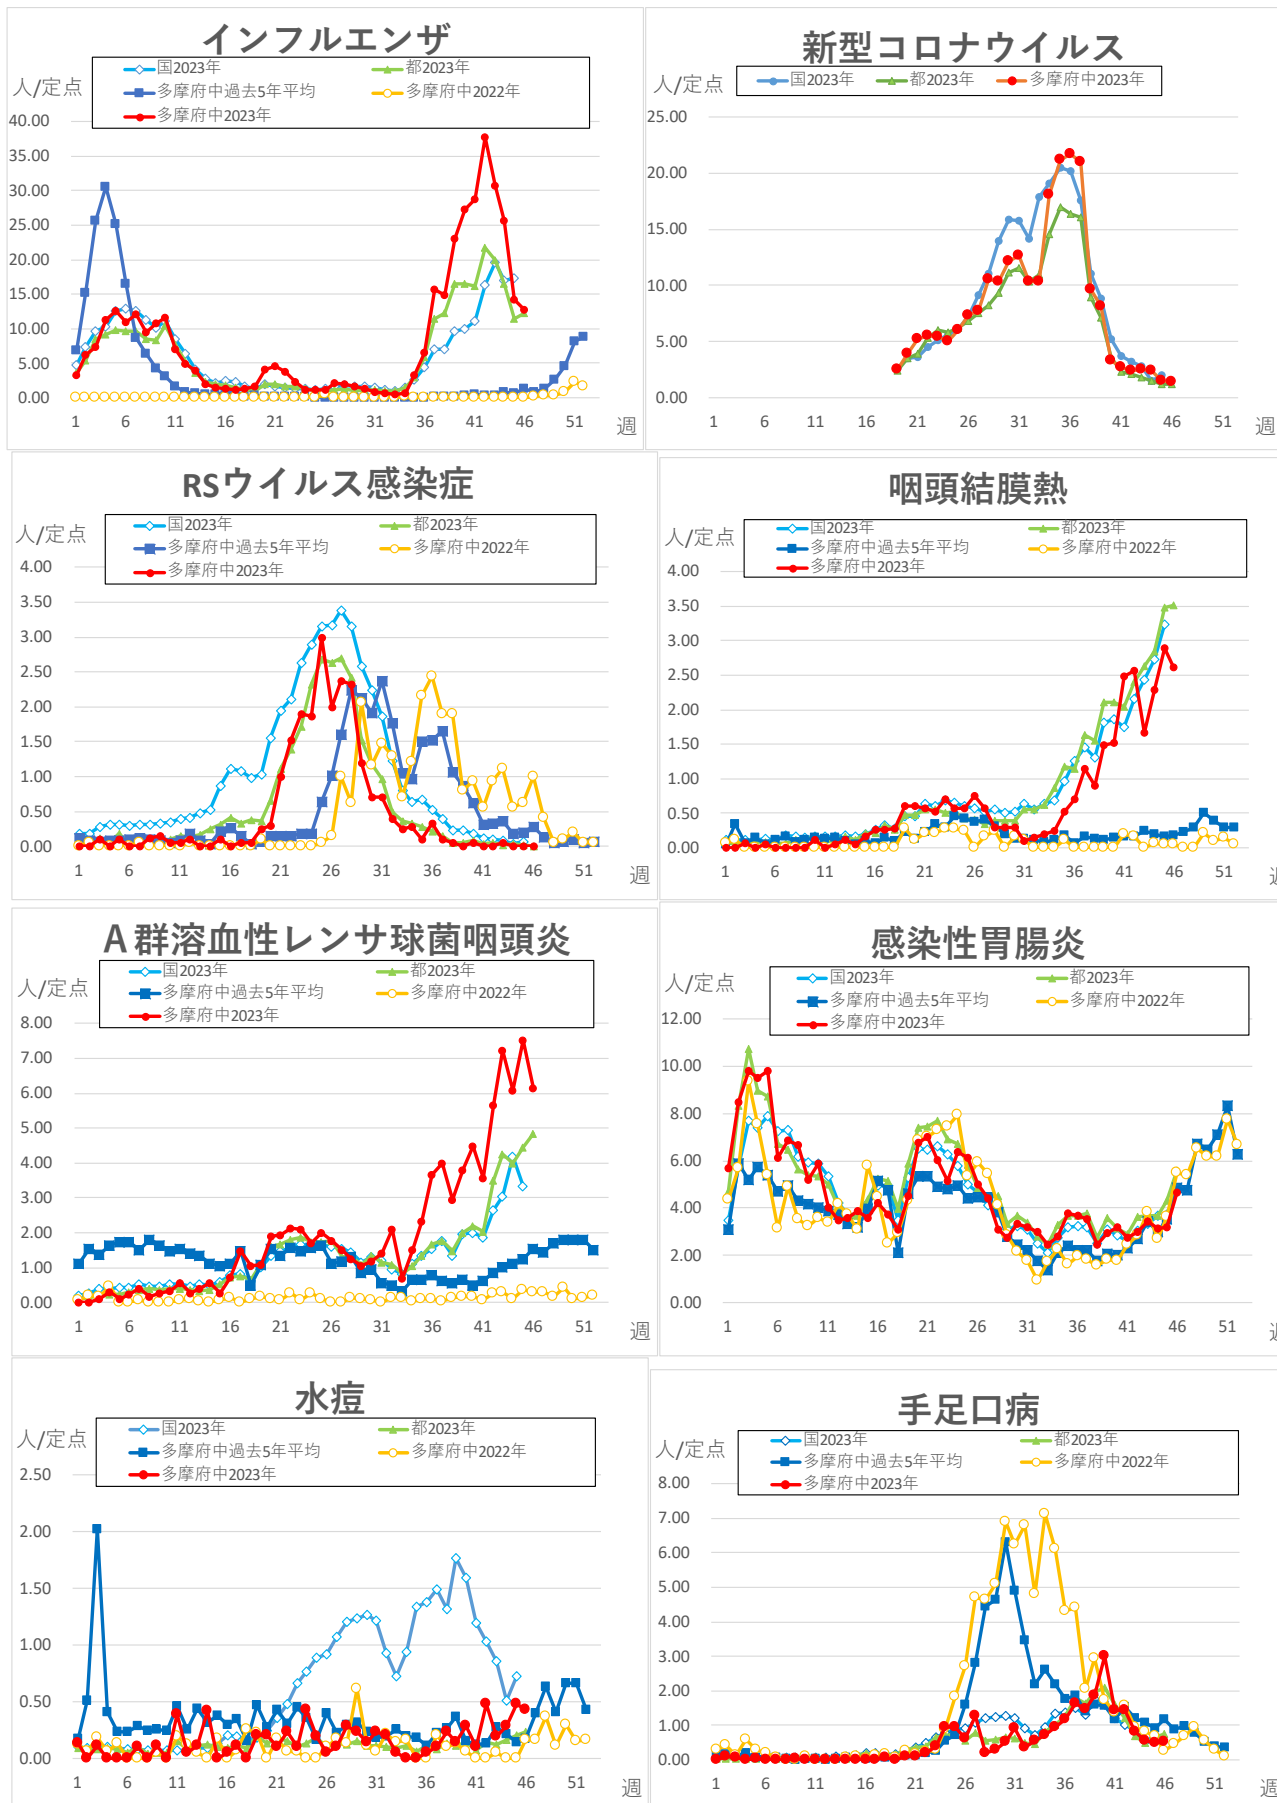 インフルエンザ
人/定点
国2023年 都2023年
多摩府中過去5年平均 多摩府中2022年
多摩府中2023年
40.00
35.00
30.00
25.00
20.00
15.00
10.00
5.00
0.00
1 6 11 16 21 26 31 36 41 46 51 週
新型コロナウイルス
人/定点
国2023年 都2023年 多摩府中2023年
25.00
20.00
15.00
10.00
5.00
0.00
1 6 11 16 21 26 31 36 41 46 51 週
RSウイルス感染症
人/定点
国2023年 都2023年
多摩府中過去5年平均 多摩府中2022年
多摩府中2023年
4.00
3.50
3.00
2.50
2.00
1.50
1.00
0.50
0.00
1 6 11 16 21 26 31 36 41 46 51 週
咽頭結膜熱
人/定点
国2023年 都2023年
多摩府中過去5年平均 多摩府中2022年
多摩府中2023年
4.00
3.50
3.00
2.50
2.00
1.50
1.00
0.50
0.00
1 6 11 16 21 26 31 36 41 46 51 週
A群溶血性レンサ球菌咽頭炎
人/定点
国2023年 都2023年
多摩府中過去5年平均 多摩府中2022年
多摩府中2023年
8.00
7.00
6.00
5.00
4.00
3.00
2.00
1.00
0.00
1 6 11 16 21 26 31 36 41 46 51 週
感染性胃腸炎
人/定点
国2023年 都2023年
多摩府中過去5年平均 多摩府中2022年
多摩府中2023年
12.00
10.00
8.00
6.00
4.00
2.00
0.00
1 6 11 16 21 26 31 36 41 46 51 週
水痘
人/定点
国2023年 都2023年
多摩府中過去5年平均 多摩府中2022年
多摩府中2023年
2.50
2.00
1.50
1.00
0.50
0.00
1 6 11 16 21 26 31 36 41 46 51 週
手足口病
人/定点
国2023年 都2023年
多摩府中過去5年平均 多摩府中2022年
多摩府中2023年
8.00
7.00
6.00
5.00
4.00
3.00
2.00
1.00
0.00
1 6 11 16 21 26 31 36 41 46 51 週